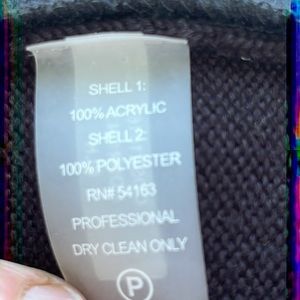 SHELL 1:
100% ACRYLIC
SHELL 2:
100% POLYESTER
RN# 54163
PROFESSIONAL
DRY CLEAN ONLY
P